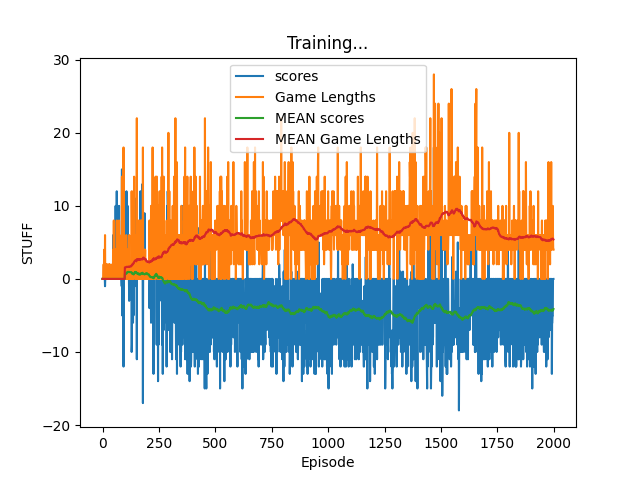 Training...
scores
Game Lengths
MEAN scores
MEAN Game Lengths
30
20
10
0
−10
−20
STUFF
0
250
500
750
1000
1250
1500
1750
2000
Episode